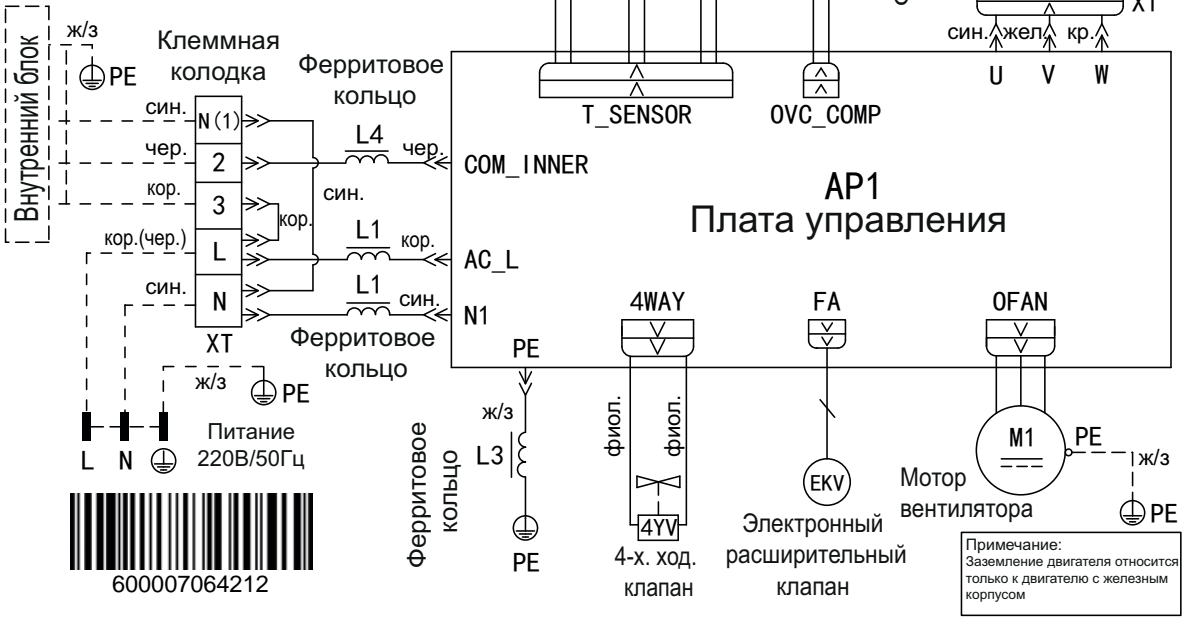 XT
син.
жел.
кр.
U
V
W
Внутренний блок
ж/з
PE
Клеммная
колодка
Ферритовое
кольцо
T_SENSOR
OVC_COMP
син.
N(1)
чер.
2
L4
чер.
COM_INNER
кор.
3
син.
кор.
AP1
Плата управления
кор.(чер.)
L
L1
кор.
AC_L
син.
N
L1
син.
N1
XT
Ферритовое
кольцо
PE
4WAY
FA
OFAN
ж/з
PE
L
N
Питание
220В/50Гц
Ферритовое
кольцо
ж/з
L3
PE
фиол.
фиол.
4YV
4-х. ход.
клапан
EKV
Электронный
расширительный
клапан
M1
PE
ж/з
PE
Мотор
вентилятора
600007064212
Примечание:
Заземление двигателя относится
только к двигателю с железным
корпусом